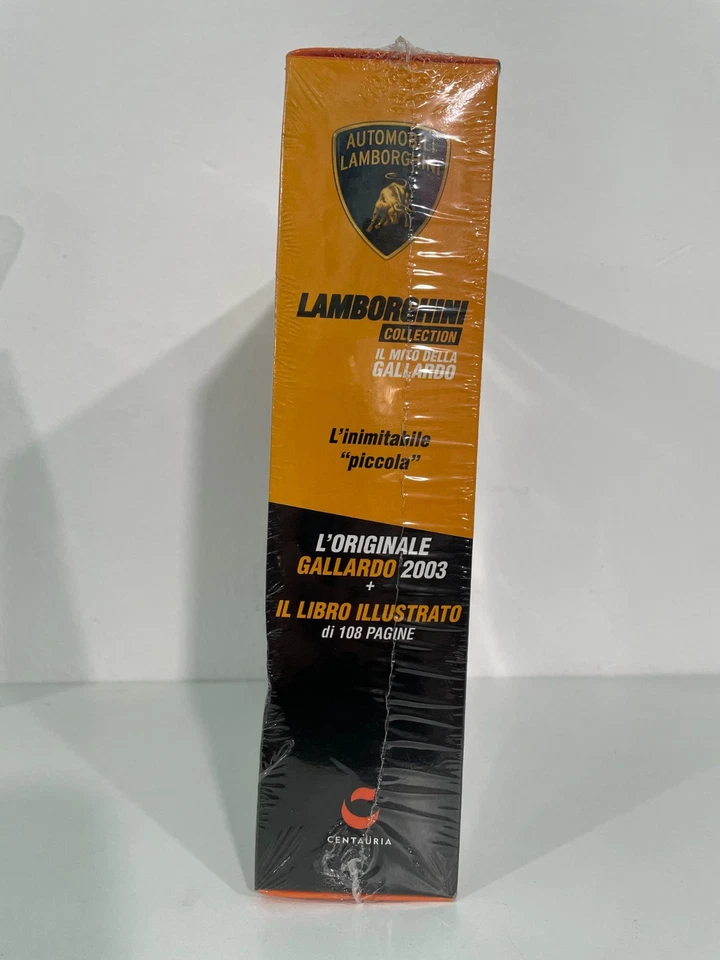 AUTOMOBILI
LAMBORGHINI
LAMBORGHINI
COLLECTION
IL MITO DELLA
GALLARDO
L'inimitabile
"piccola"
L'ORIGINALE
GALLARDO 2003
+
IL LIBRO ILLUSTRATO
di 108 PAGINE
CENTAURIA